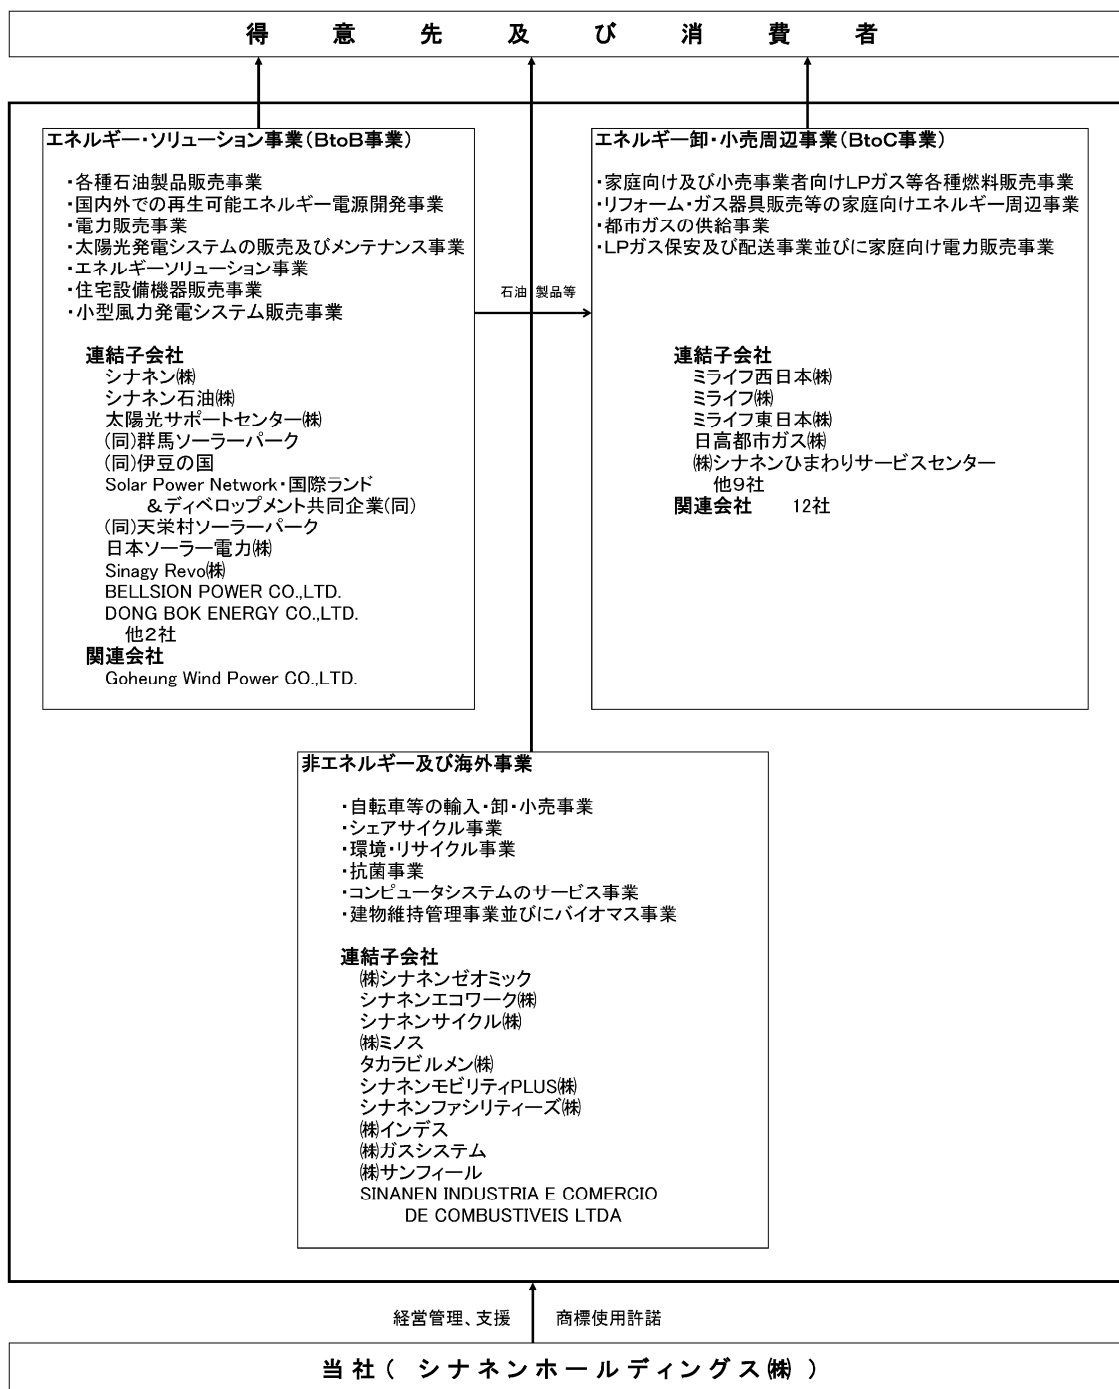 得意先及び消費者
エネルギー・ソリューション事業(BtoB事業)
・各種石油製品販売事業
・国内外での再生可能エネルギー電源開発事業
・電力販売事業
・太陽光発電システムの販売及びメンテナンス事業
・エネルギーソリューション事業
・住宅設備機器販売事業
・小型風力発電システム販売事業
連結子会社
シナネン㈱
シナネン石油㈱
太陽光サポートセンター㈱
(同)群馬ソーラーパーク
(同)伊豆の国
Solar Power Network・国際ランド
&ディベロップメント共同企業(同)
(同)天栄村ソーラーパーク
日本ソーラー電力㈱
Sinagy Revo㈱
BELLSION POWER CO.,LTD.
DONG BOK ENERGY CO.,LTD.
他2社
関連会社
Goheung Wind Power CO.,LTD.
石油製品等
エネルギー卸・小売周辺事業(BtoC事業)
・家庭向け及び小売事業者向けLPガス等各種燃料販売事業
・リフォーム・ガス器具販売等の家庭向けエネルギー周辺事業
・都市ガスの供給事業
・LPガス保安及び配送事業並びに家庭向け電力販売事業
連結子会社
ミライフ西日本㈱
ミライフ㈱
ミライフ東日本㈱
日高都市ガス㈱
㈱シナネンひまわりサービスセンター
他9社
関連会社 12社
非エネルギー及び海外事業
・自転車等の輸入・卸・小売事業
・シェアサイクル事業
・環境・リサイクル事業
・抗菌事業
・コンピュータシステムのサービス事業
・建物維持管理事業並びにバイオマス事業
連結子会社
㈱シナネンゼオミック
シナネンエコワーク㈱
シナネンサイクル㈱
㈱ミノス
タカラビルメン㈱
シナネンモビリティPLUS㈱
シナネンファシリティーズ㈱
㈱インデス
㈱ガスシステム
㈱サンフィール
SINANEN INDUSTRIA E COMERCIO
DE COMBUSTIVEIS LTDA
経営管理、支援 商標使用許諾
当社(シナネンホールディングス㈱)